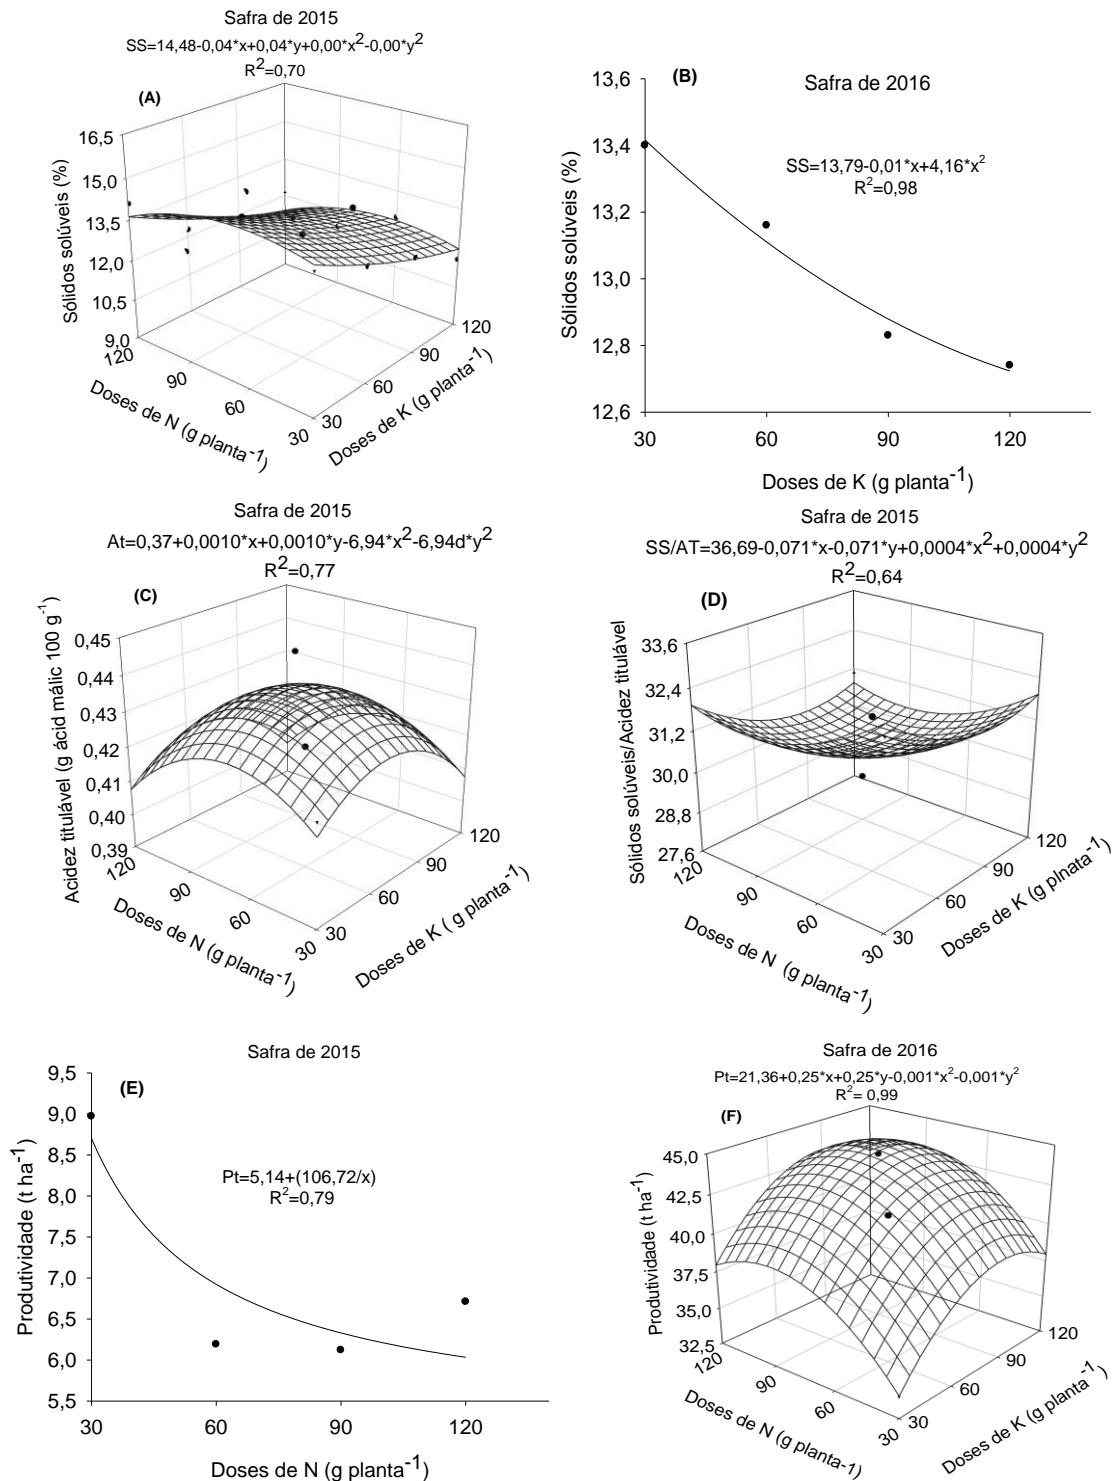 Safra de 2015
SS=14,48-0,04*x+0,04*y+0,00*x²-0,00*y²
R²=0,70
(A)
16,5
15,0
13,5
12,0
10,5
9,0
Sólidos solúveis (%)
120
90
60
30
Doses de N (g planta⁻¹)
30
60
90
120
Doses de K (g planta⁻¹)
(B)
Safra de 2016
SS=13,79-0,01*x+4,16*x²
R²=0,98
13,6
13,4
13,2
13,0
12,8
12,6
Sólidos solúveis (%)
30
60
90
120
Doses de K (g planta⁻¹)
Safra de 2015
At=0,37+0,0010*x+0,0010*y-6,94*x²-6,94d*y²
R²=0,77
(C)
0,45
0,44
0,43
0,42
0,41
0,40
0,39
Acidez titulável (g ácid málic 100 g⁻¹)
120
90
60
30
Doses de N (g planta⁻¹)
30
60
90
120
Doses de K ( g planta⁻¹)
Safra de 2015
SS/AT=36,69-0,071*x-0,071*y+0,0004*x²+0,0004*y²
R²=0,64
(D)
33,6
32,4
31,2
30,0
28,8
27,6
Sólidos solúveis/Acidez titulável
120
90
60
30
Doses de N (g planta⁻¹)
30
60
90
120
Doses de K (g plnata⁻¹)
Safra de 2015
(E)
Pt=5,14+(106,72/x)
R²=0,79
9,5
9,0
8,5
8,0
7,5
7,0
6,5
6,0
5,5
Produtividade (t ha⁻¹)
30
60
90
120
Doses de N (g planta⁻¹)
Safra de 2016
Pt=21,36+0,25*x+0,25*y-0,001*x²-0,001*y²
R²= 0,99
(F)
45,0
42,5
40,0
37,5
35,0
32,5
Produtividade (t ha⁻¹)
120
90
60
30
Doses de N (g planta-¹)
30
60
90
120
Doses de K (g planta⁻¹)